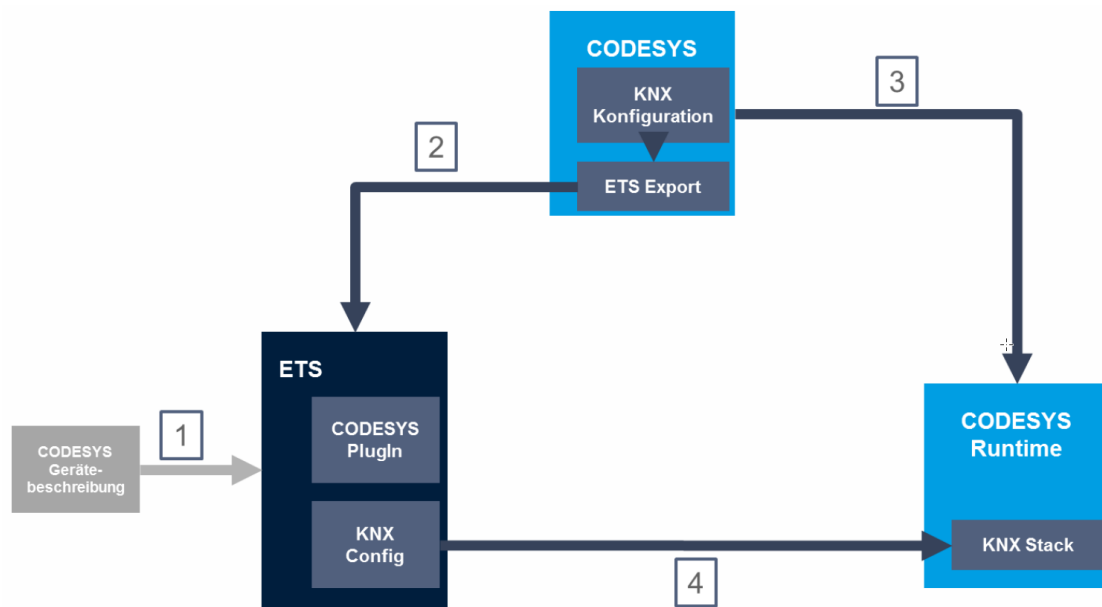 CODESYS
KNX
Konfiguration
3
2
ETS Export
ETS
CODESYS
PlugIn
1
CODESYS
Geräte-
beschreibung
KNX
Config
4
CODESYS
Runtime
KNX Stack